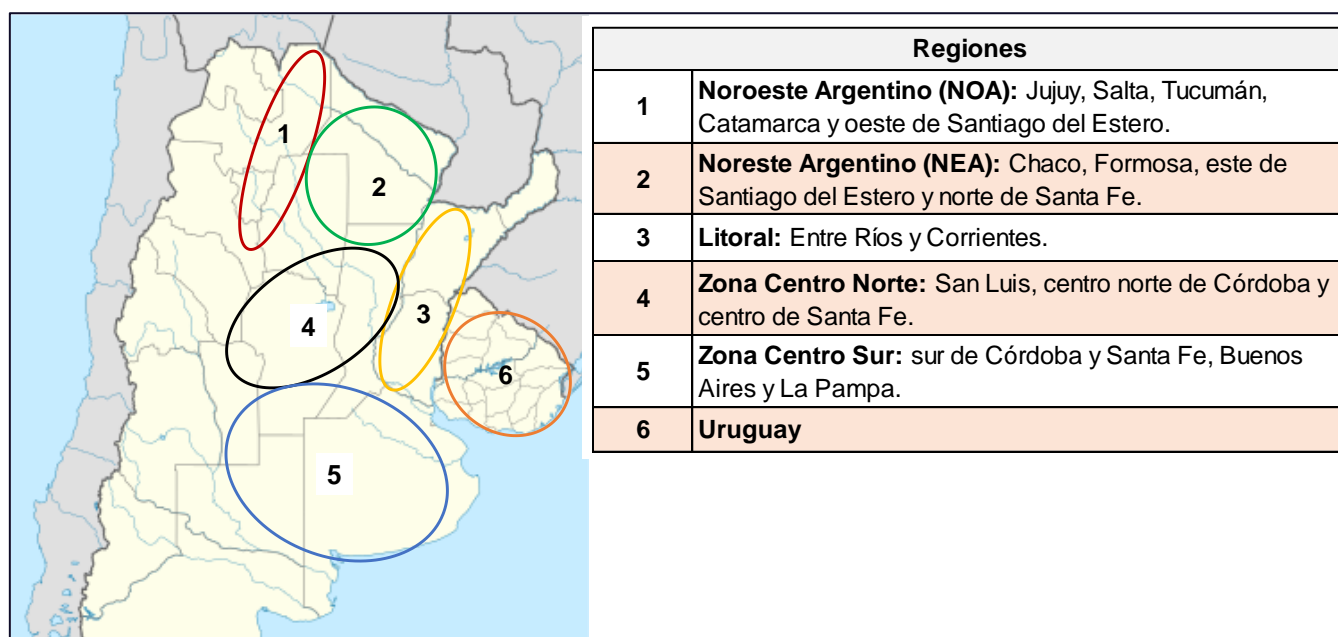 1
2
3
4
5
6
Regiones
1
Noroeste Argentino (NOA): Jujuy, Salta, Tucumán,
Catamarca y oeste de Santiago del Estero.
2
Noreste Argentino (NEA): Chaco, Formosa, este de
Santiago del Estero y norte de Santa Fe.
3
Litoral: Entre Ríos y Corrientes.
4
Zona Centro Norte: San Luis, centro norte de Córdoba y
centro de Santa Fe.
5
Zona Centro Sur: sur de Córdoba y Santa Fe, Buenos
Aires y La Pampa.
6
Uruguay